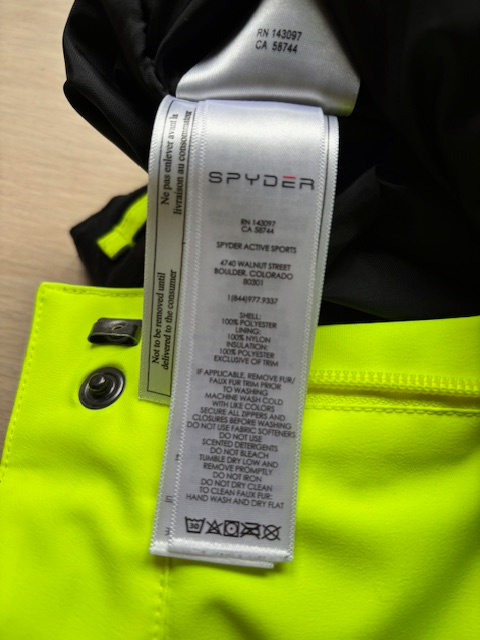 RN 143097
CA 58744
Ne pas enlever avant la
livraison au consommateur
Not to be removed until
delivered to the consumer
SPYDER
RN 143097
CA 58744
SPYDER ACTIVE SPORTS
4740 WALNUT STREET
BOULDER, COLORADO
80301
1(844)977.9337
SHELL:
100% POLYESTER
LINING:
100% NYLON
INSULATION:
100% POLYESTER
EXCLUSIVE OF TRIM
IF APPLICABLE, REMOVE FUR/
FAUX FUR TRIM PRIOR
TO WASHING
MACHINE WASH COLD
WITH LIKE COLORS
SECURE ALL ZIPPERS AND
CLOSURES BEFORE WASHING
DO NOT USE FABRIC SOFTENERS
DO NOT USE
SCENTED DETERGENTS
DO NOT BLEACH
TUMBLE DRY LOW AND
REMOVE PROMPTLY
DO NOT IRON
DO NOT DRY CLEAN
TO CLEAN FAUX FUR:
HAND WASH AND DRY FLAT
30